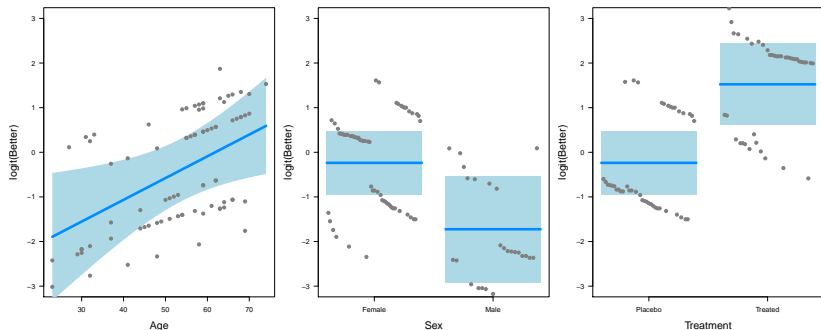 logit(Better)
3
2
1
0
−1
−2
−3
30
40
50
60
70
Age
logit(Better)
3
2
1
0
−1
−2
−3
Female
Male
Sex
logit(Better)
3
2
1
0
−1
−2
−3
Placebo
Treated
Treatment